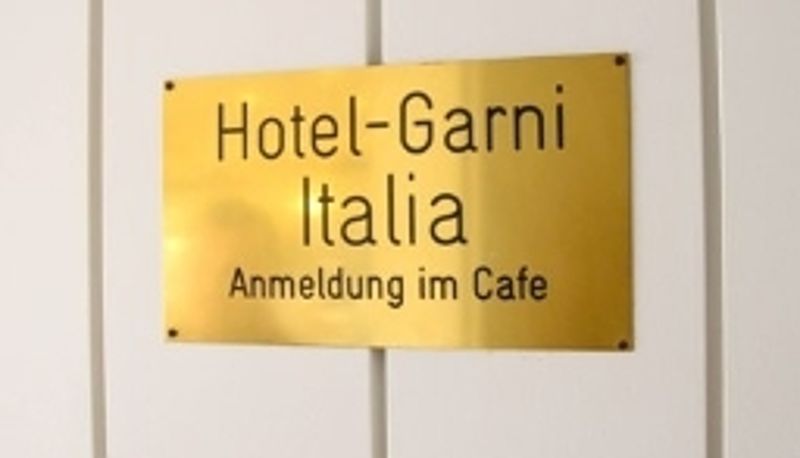 Hotel-Garni
Italia
Anmeldung im Cafe